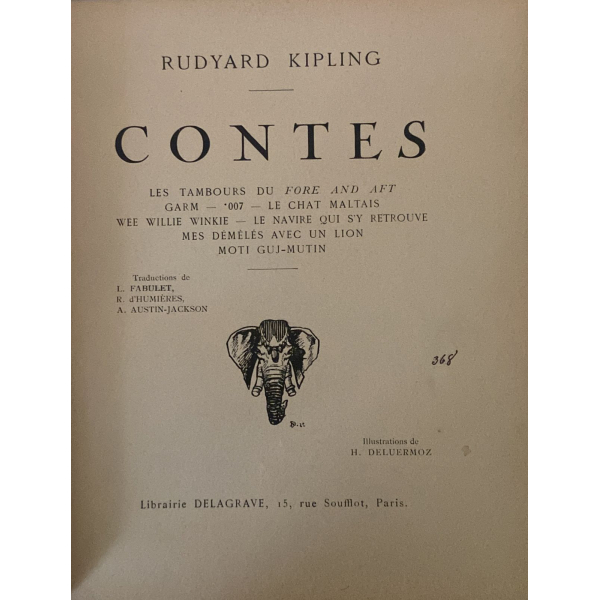 RUDYARD KIPLING
CONTES
LES TAMBOURS DU FORE AND AFT
GARM — ·007 — LE CHAT MALTAIS
WEE WILLIE WINKIE — LE NAVIRE QUI S'Y RETROUVE
MES DÉMÊLÉS AVEC UN LION
MOTI GUJ-MUTIN
Traductions de
L. FABULET,
R. d'HUMIÈRES,
A. AUSTIN-JACKSON
368
Illustrations de
H. DELUERMOZ
Librairie DELAGRAVE, 15, rue Soufflot, Paris.